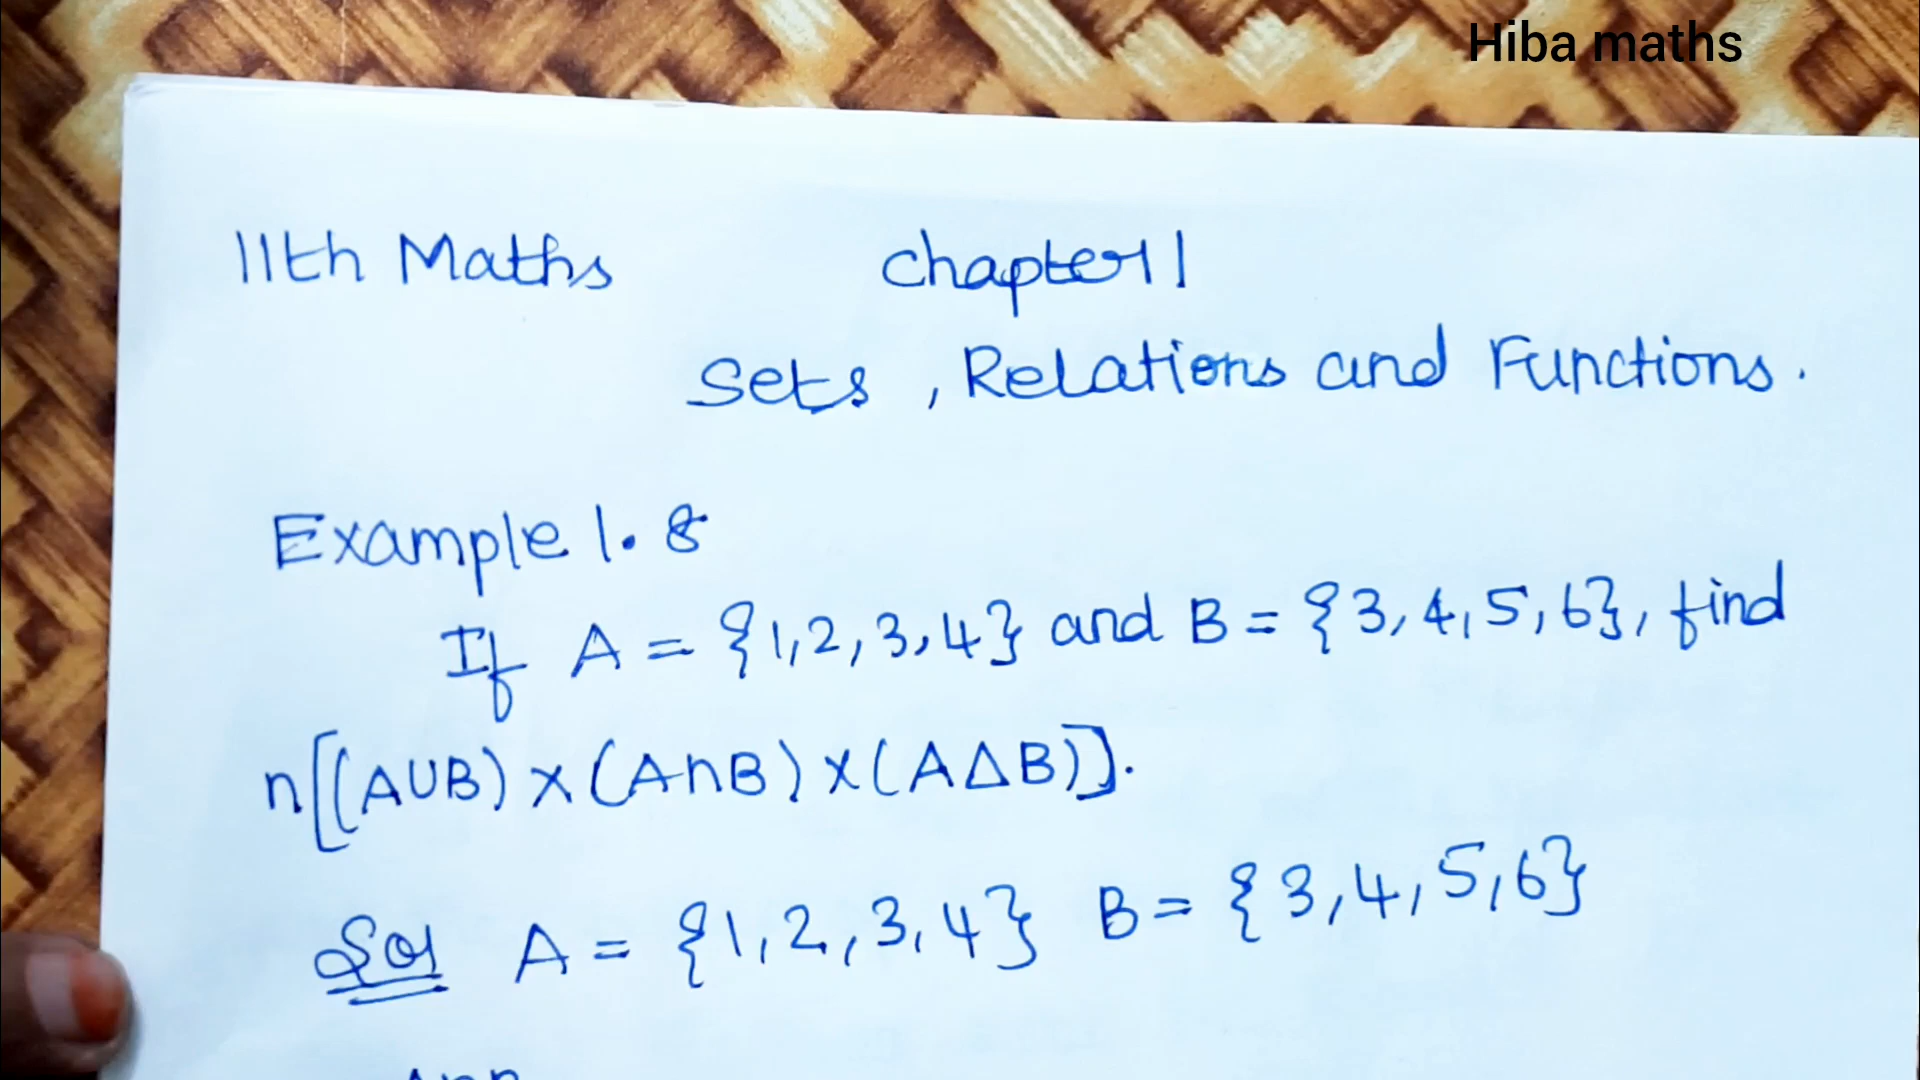 Hiba maths
11th Maths chapter 1
Sets , Relations and Functions .
Example 1.8
If A = {1,2,3,4} and B = {3,4,5,6}, find
n[(A∪B) × (A∩B) × (A∆B)].
Sol A = {1,2,3,4} B = {3,4,5,6}